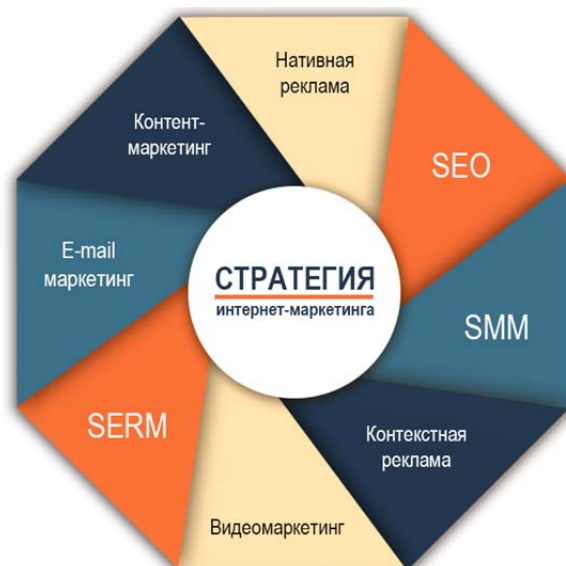 Нативная
реклама
SEO
SMM
Контекстная
реклама
Видеомаркетинг
SERM
E-mail
маркетинг
Контент-
маркетинг
СТРАТЕГИЯ
интернет-маркетинга